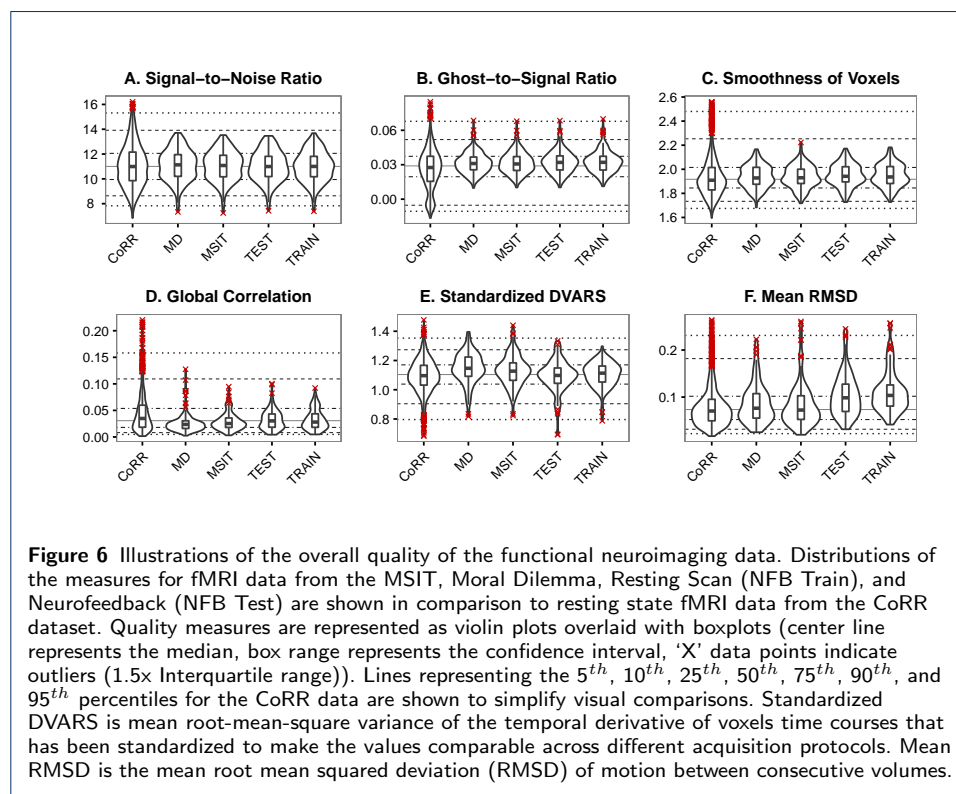 A. Signal−to−Noise Ratio
16
14
12
10
8
CoRR
MD
MSIT
TEST
TRAIN
B. Ghost−to−Signal Ratio
0.06
0.03
0.00
CoRR
MD
MSIT
TEST
TRAIN
C. Smoothness of Voxels
2.6
2.4
2.2
2.0
1.8
1.6
CoRR
MD
MSIT
TEST
TRAIN
D. Global Correlation
0.20
0.15
0.10
0.05
0.00
CoRR
MD
MSIT
TEST
TRAIN
E. Standardized DVARS
1.4
1.2
1.0
0.8
CoRR
MD
MSIT
TEST
TRAIN
F. Mean RMSD
0.2
0.1
CoRR
MD
MSIT
TEST
TRAIN
Figure 6 Illustrations of the overall quality of the functional neuroimaging data. Distributions of
the measures for fMRI data from the MSIT, Moral Dilemma, Resting Scan (NFB Train), and
Neurofeedback (NFB Test) are shown in comparison to resting state fMRI data from the CoRR
dataset. Quality measures are represented as violin plots overlaid with boxplots (center line
represents the median, box range represents the confidence interval, ‘X’ data points indicate
outliers (1.5x Interquartile range)). Lines representing the 5th, 10th, 25th, 50th, 75th, 90th, and
95th percentiles for the CoRR data are shown to simplify visual comparisons. Standardized
DVARS is mean root-mean-square variance of the temporal derivative of voxels time courses that
has been standardized to make the values comparable across different acquisition protocols. Mean
RMSD is the mean root mean squared deviation (RMSD) of motion between consecutive volumes.